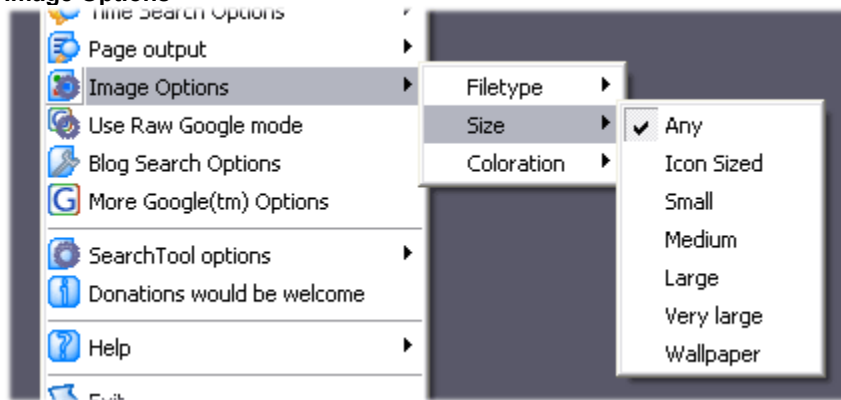 Image Options
Time Search Options
Page output
Image Options
Use Raw Google mode
Blog Search Options
More Google(tm) Options
SearchTool options
Donations would be welcome
Help
Exit
Filetype
Size
Coloration
Any
Icon Sized
Small
Medium
Large
Very large
Wallpaper